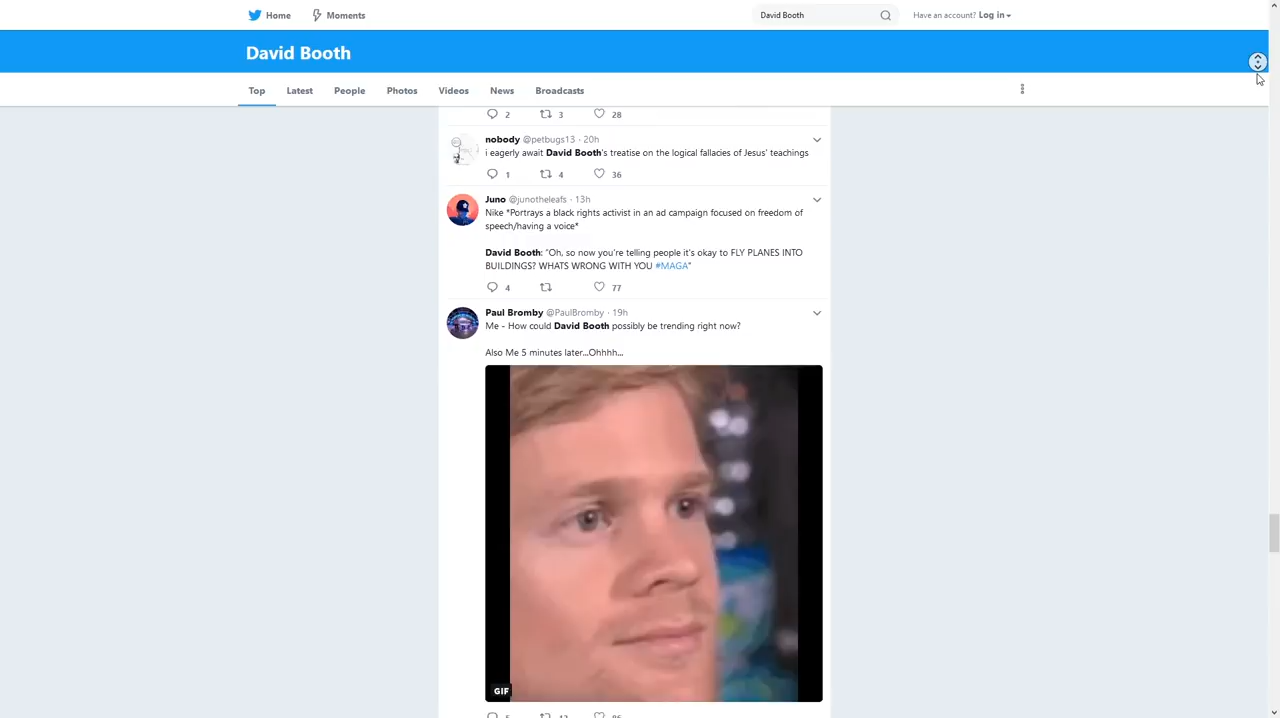 Home Moments David Booth Have an account? Log in
David Booth
Top Latest People Photos Videos News Broadcasts
2 3 28
nobody @petbugs13 · 20h
i eagerly await David Booth's treatise on the logical fallacies of Jesus' teachings
1 4 36
Juno @junotheleafs · 13h
Nike *Portrays a black rights activist in an ad campaign focused on freedom of
speech/having a voice*
David Booth: "Oh, so now you're telling people it's okay to FLY PLANES INTO
BUILDINGS? WHATS WRONG WITH YOU #MAGA"
4 77
Paul Bromby @PaulBromby · 19h
Me - How could David Booth possibly be trending right now?
Also Me 5 minutes later...Ohhhh...
GIF